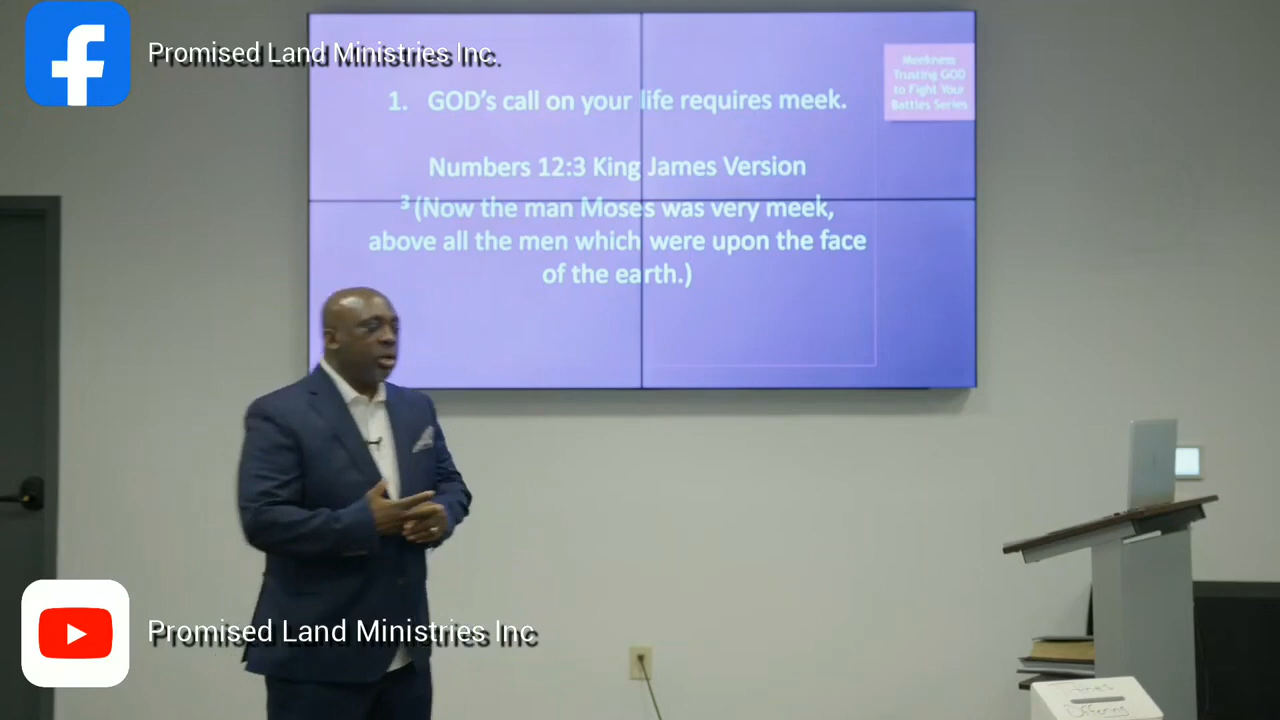 Promised Land Ministries Inc.
Meekness
Trusting GOD
to Fight Your
Battles Series
1. GOD's call on your life requires meek.
Numbers 12:3 King James Version
3 (Now the man Moses was very meek,
above all the men which were upon the face
of the earth.)
Promised Land Ministries Inc
Offering